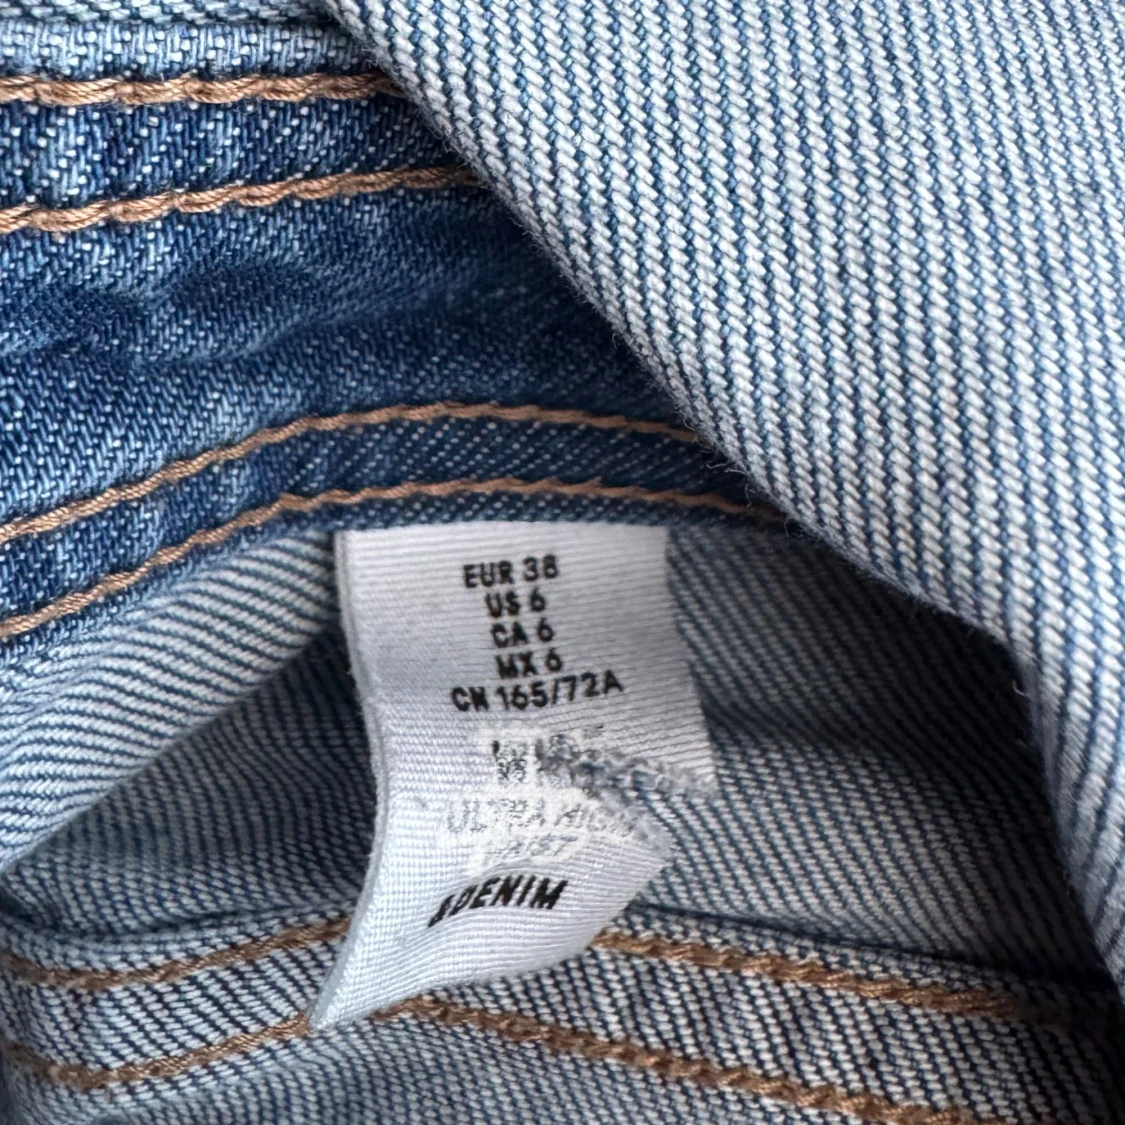 EUR 38
US 6
CA 6
MX 6
CN 165/72A
ULTRA HIGH
&DENIM